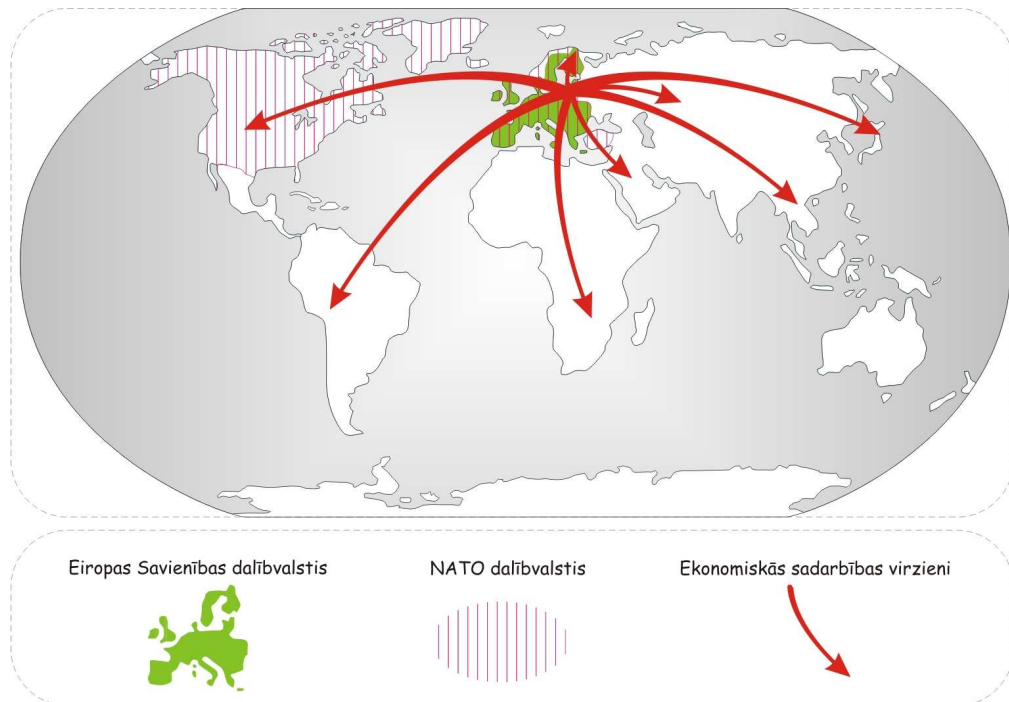 Eiropas Savienības dalībvalstis
NATO dalībvalstis
Ekonomiskās sadarbības virzieni